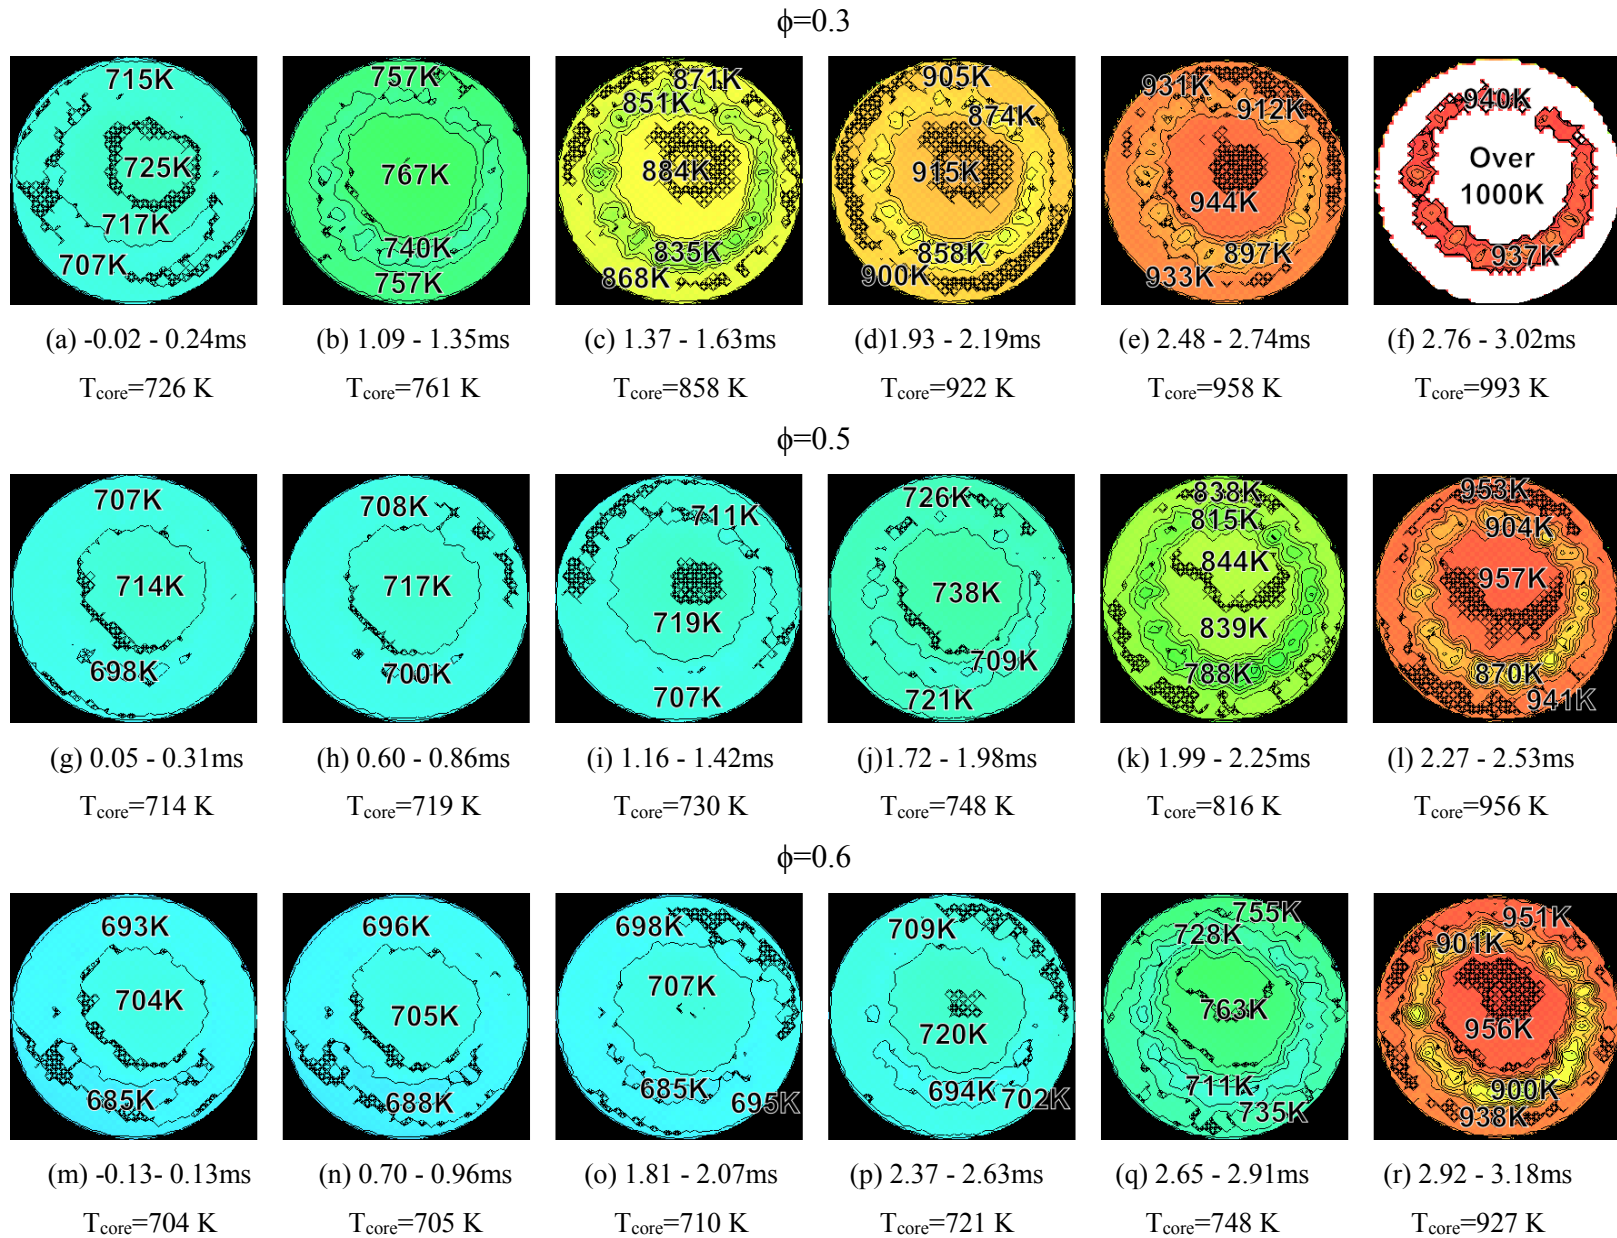 ϕ=0.3
715K
725K
717K
707K
757K
767K
740K
757K
871K
851K
884K
835K
868K
905K
874K
915K
858K
900K
931K
912K
944K
897K
933K
940K
Over
1000K
937K
(a) -0.02 - 0.24ms
(b) 1.09 - 1.35ms
(c) 1.37 - 1.63ms
(d)1.93 - 2.19ms
(e) 2.48 - 2.74ms
(f) 2.76 - 3.02ms
Tcore=726 K
Tcore=761 K
Tcore=858 K
Tcore=922 K
Tcore=958 K
Tcore=993 K
ϕ=0.5
707K
714K
698K
708K
717K
700K
711K
719K
707K
726K
738K
709K
721K
838K
815K
844K
839K
788K
953K
904K
957K
870K
941K
(g) 0.05 - 0.31ms
(h) 0.60 - 0.86ms
(i) 1.16 - 1.42ms
(j)1.72 - 1.98ms
(k) 1.99 - 2.25ms
(l) 2.27 - 2.53ms
Tcore=714 K
Tcore=719 K
Tcore=730 K
Tcore=748 K
Tcore=816 K
Tcore=956 K
ϕ=0.6
693K
704K
685K
696K
705K
688K
698K
707K
685K
695K
709K
720K
694K
702K
755K
728K
763K
711K
735K
951K
901K
956K
900K
938K
(m) -0.13- 0.13ms
(n) 0.70 - 0.96ms
(o) 1.81 - 2.07ms
(p) 2.37 - 2.63ms
(q) 2.65 - 2.91ms
(r) 2.92 - 3.18ms
Tcore=704 K
Tcore=705 K
Tcore=710 K
Tcore=721 K
Tcore=748 K
Tcore=927 K